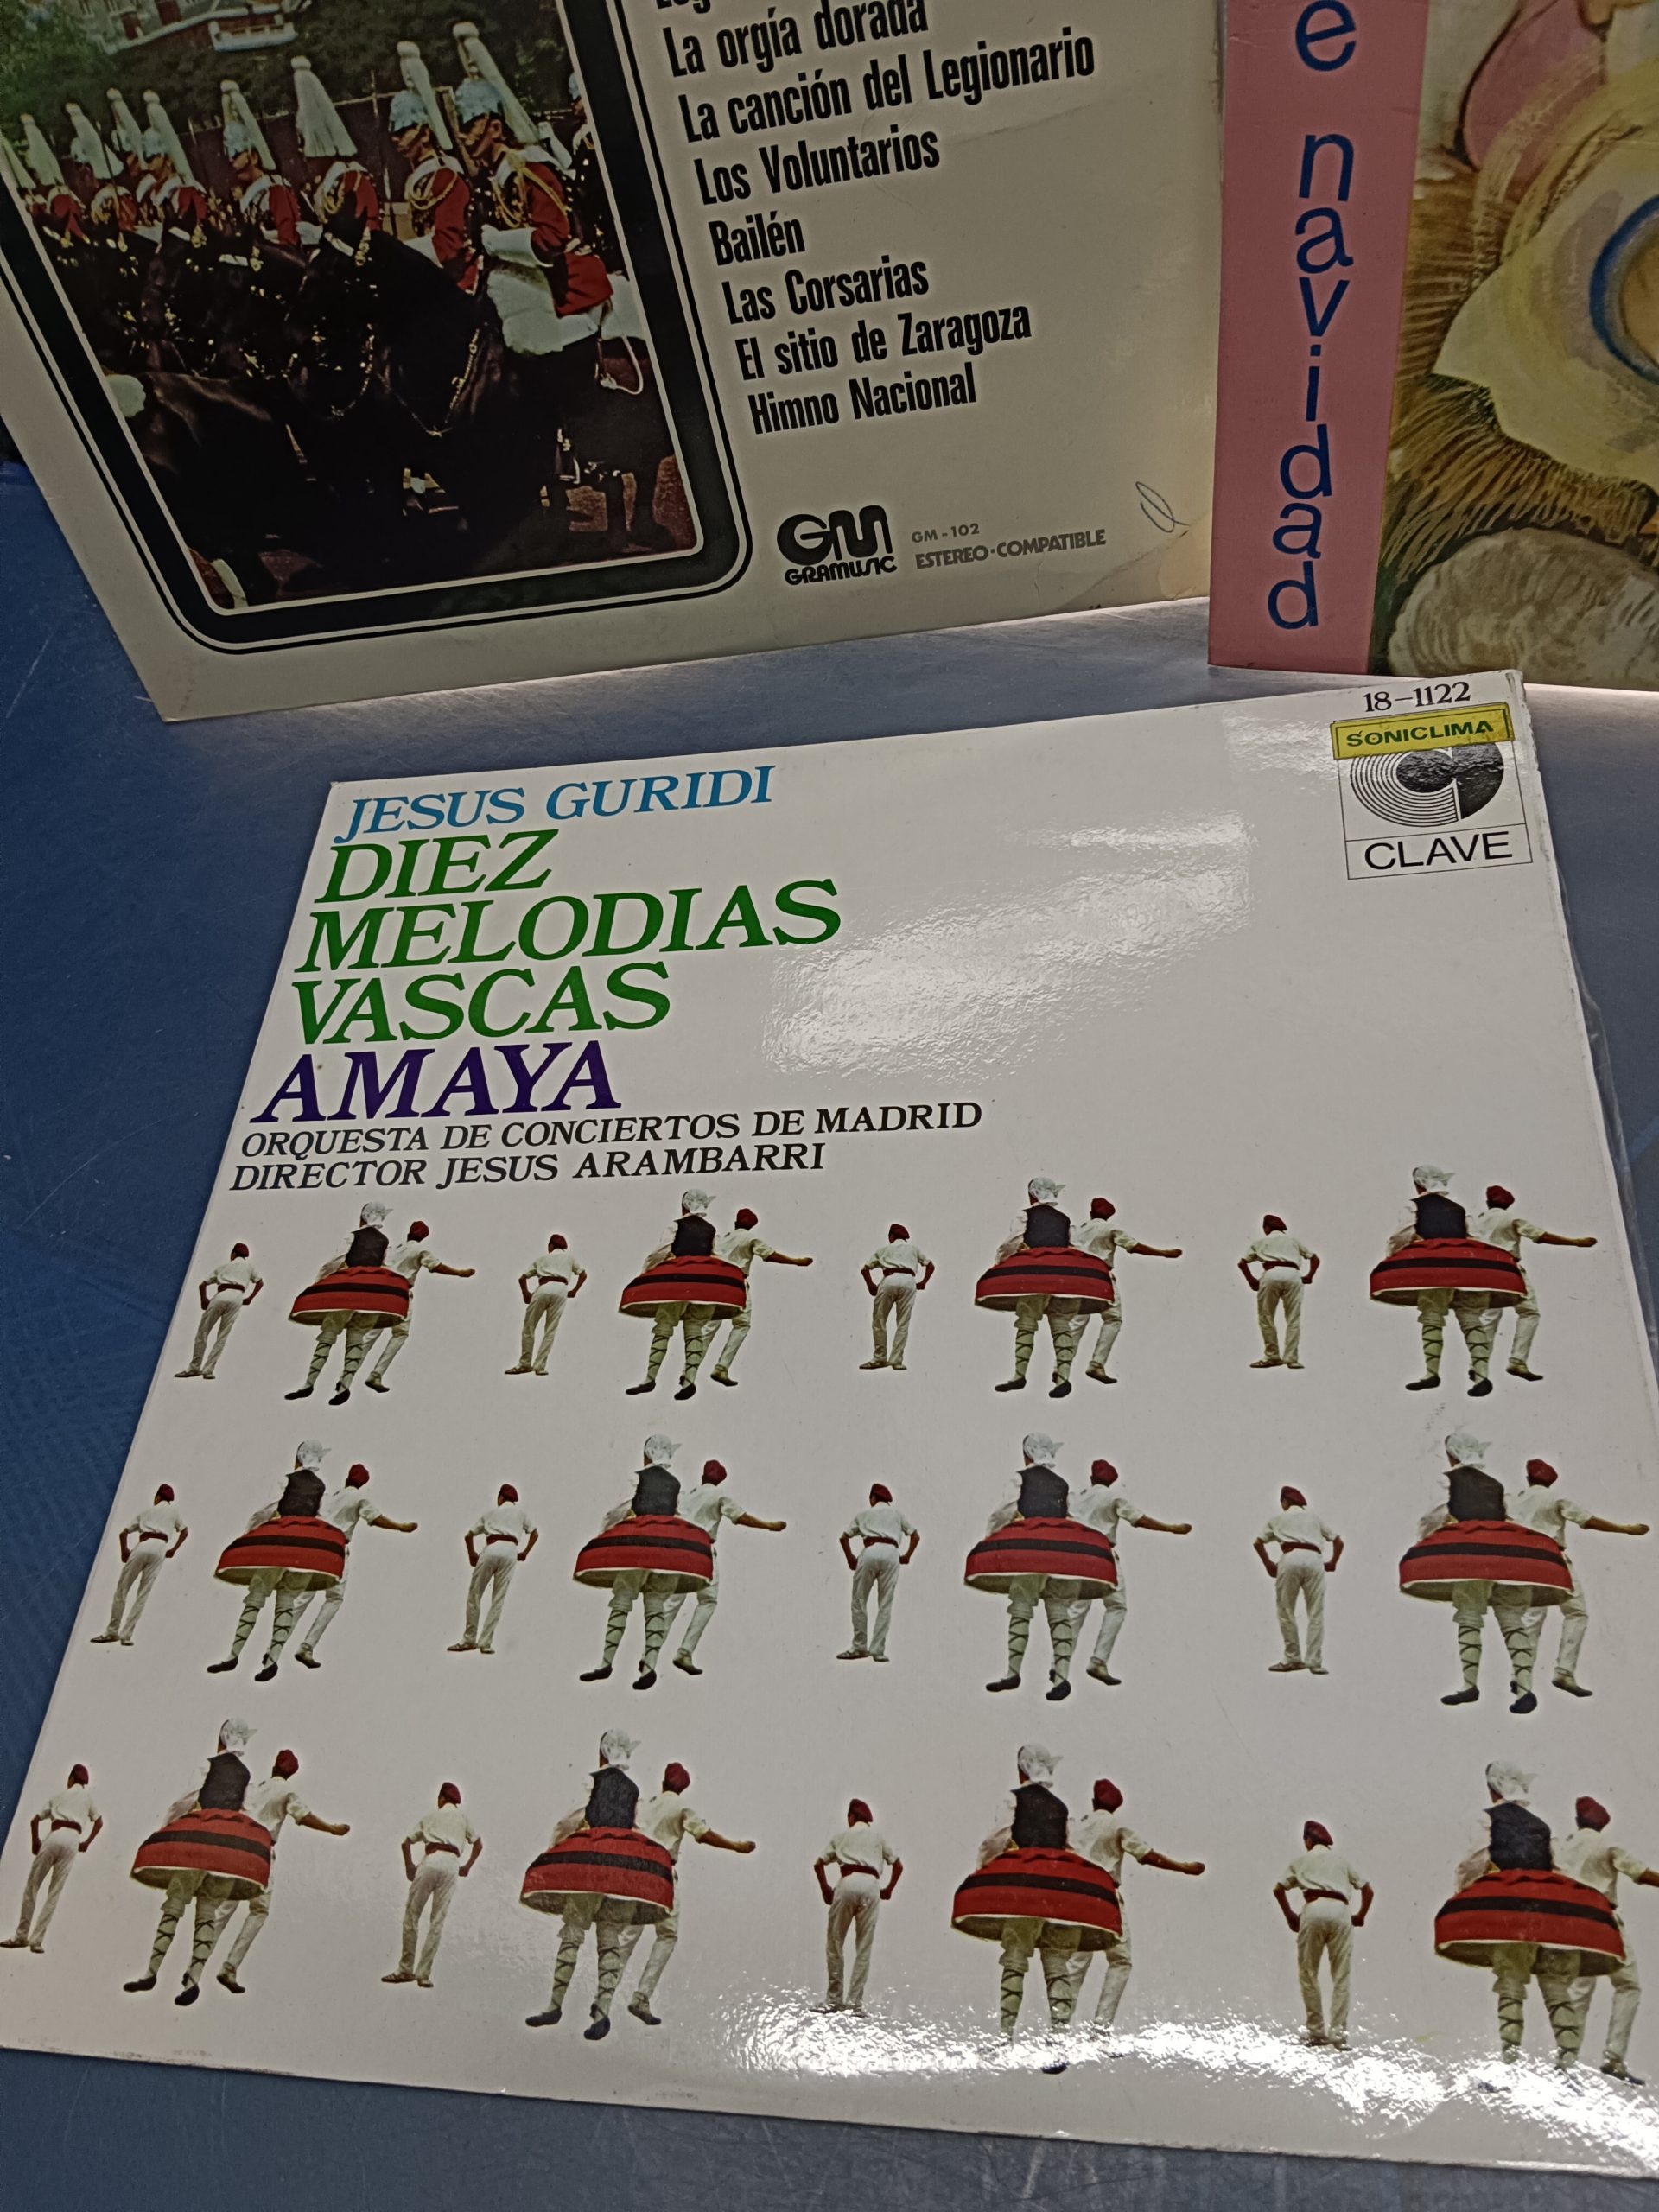 La orgía dorada
La canción del Legionario
Los Voluntarios
Bailén
Las Corsarias
El sitio de Zaragoza
Himno Nacional
GM
GRAMUSIC
GM-102
ESTEREO·COMPATIBLE
e navidad
18-1122
SONICLIMA
CLAVE
JESUS GURIDI
DIEZ
MELODIAS
VASCAS
AMAYA
ORQUESTA DE CONCIERTOS DE MADRID
DIRECTOR JESUS ARAMBARRI